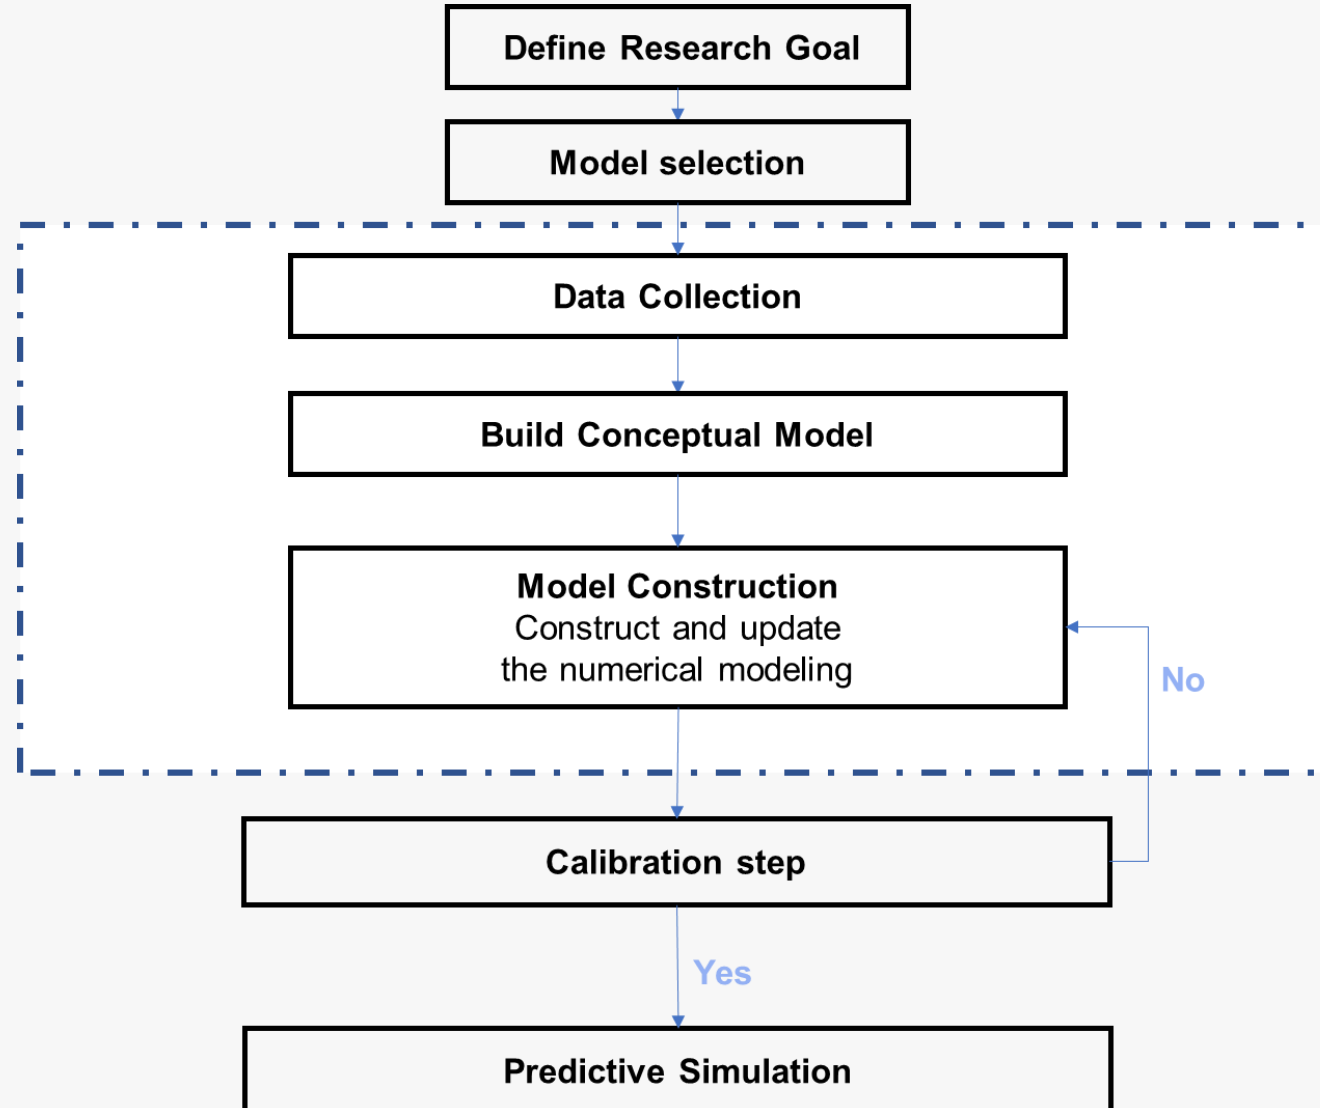 Define Research Goal
Model selection
Data Collection
Build Conceptual Model
Model Construction
Construct and update
the numerical modeling
No
Calibration step
Yes
Predictive Simulation